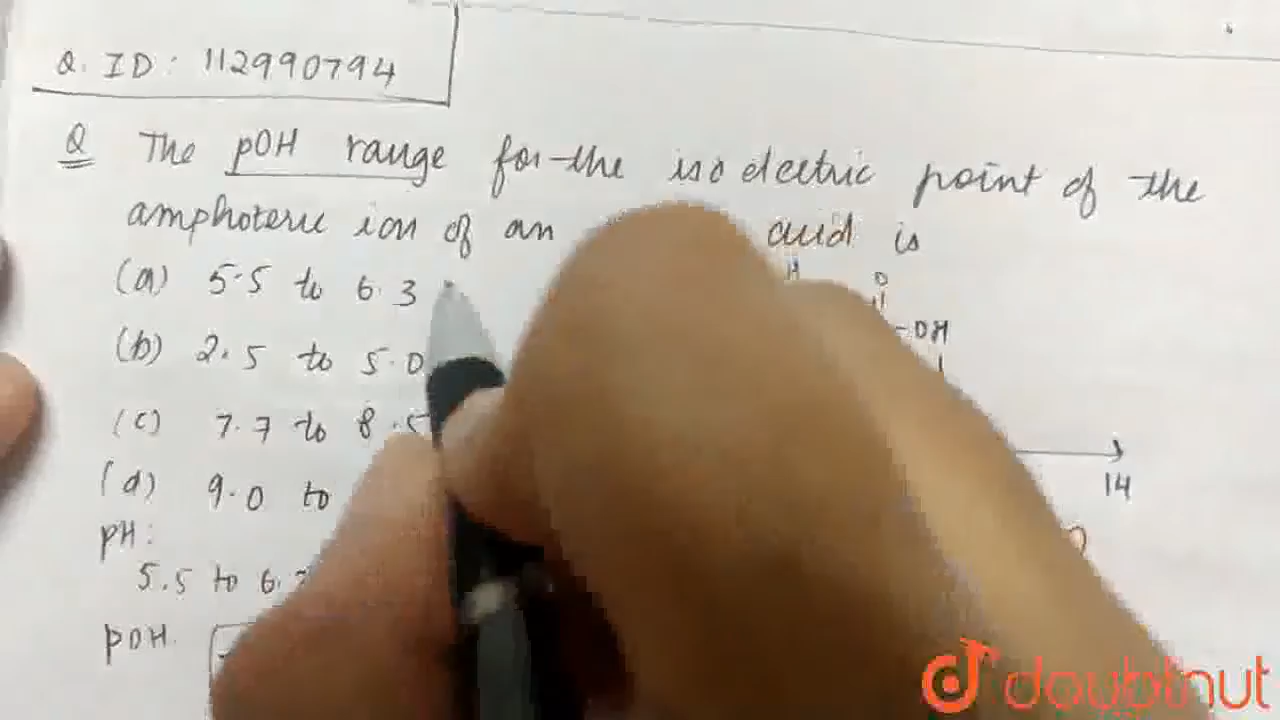 Q. ID: 112990794
Q The pOH range for the isoelectric point of the
amphoteric ion of an acid is
(a) 5.5 to 6.3
(b) 2.5 to 5.0
(c) 7.7 to 8.5
(d) 9.0 to
H O
-OH
14
pH:
5.5 to 6.
pOH
doubtnut